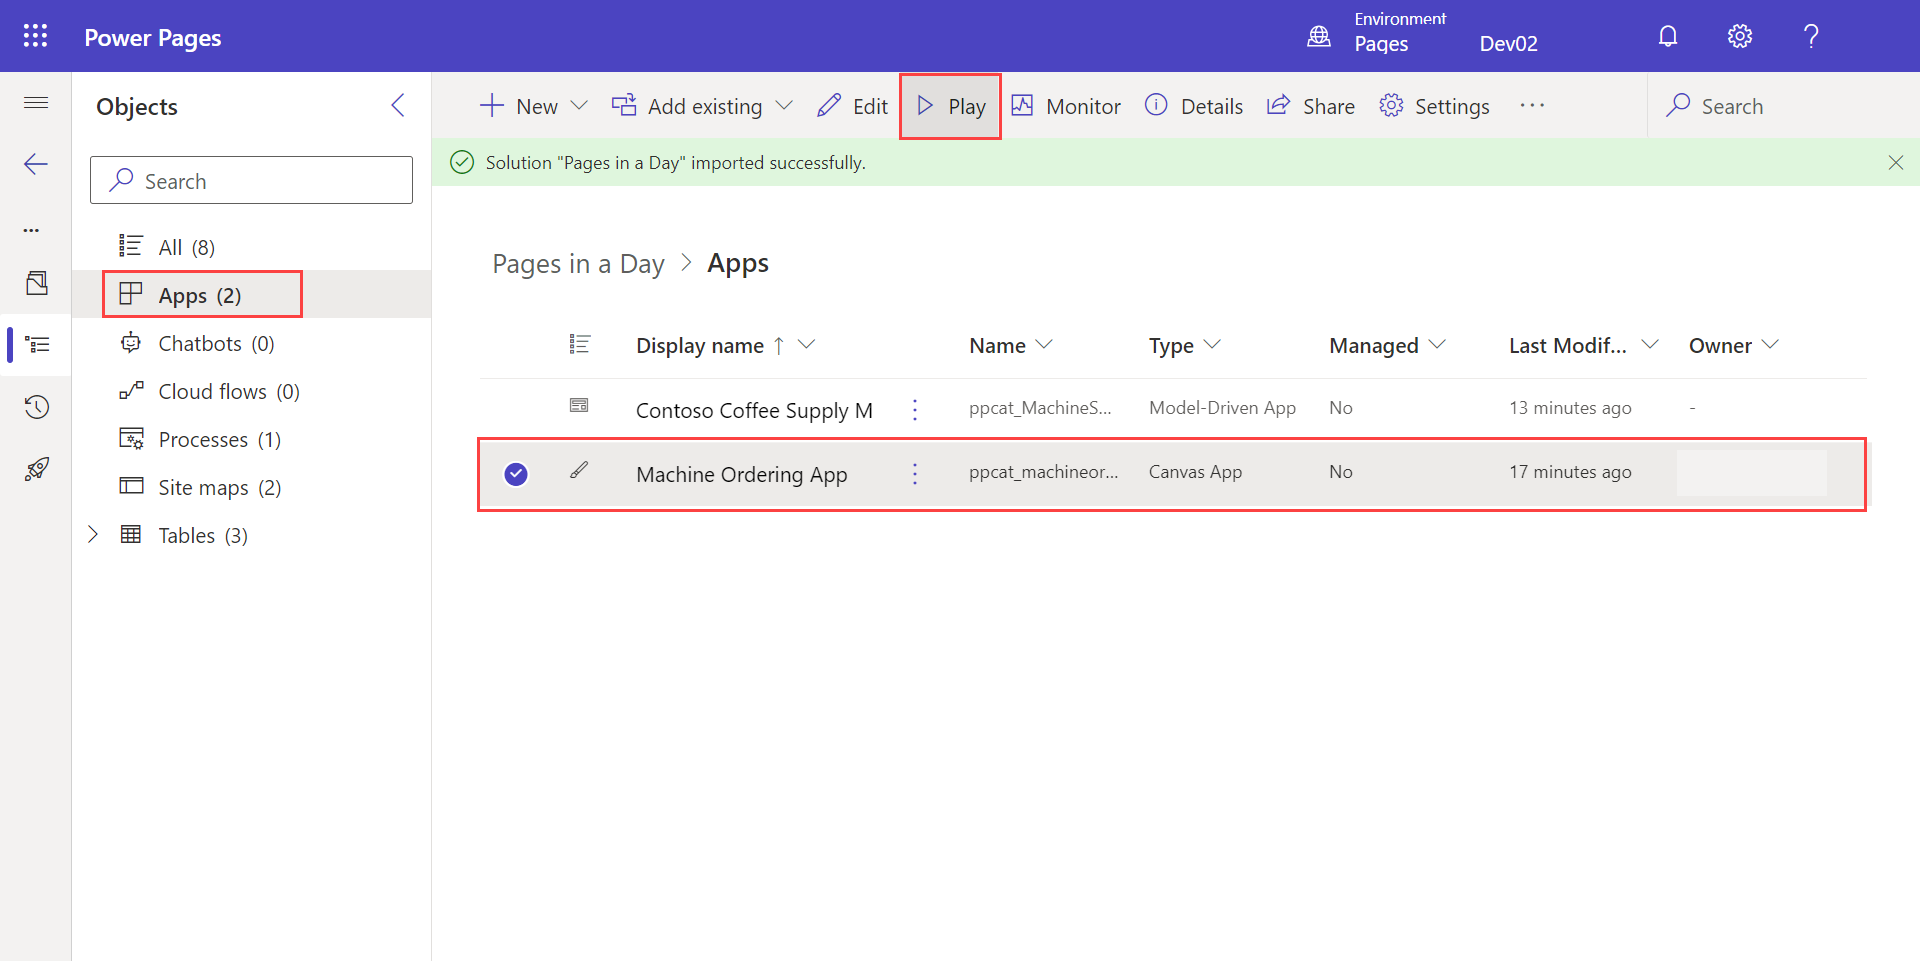 Power Pages
Environment
Pages Dev02
Objects
New Add existing Edit Play Monitor Details Share Settings ··· Search
Solution "Pages in a Day" imported successfully.
Search
...
All (8)
Apps (2)
Chatbots (0)
Cloud flows (0)
Processes (1)
Site maps (2)
Tables (3)
Pages in a Day > Apps
Display name ↑ Name Type Managed Last Modif... Owner
Contoso Coffee Supply M ppcat_MachineS... Model-Driven App No 13 minutes ago -
Machine Ordering App ppcat_machineor... Canvas App No 17 minutes ago